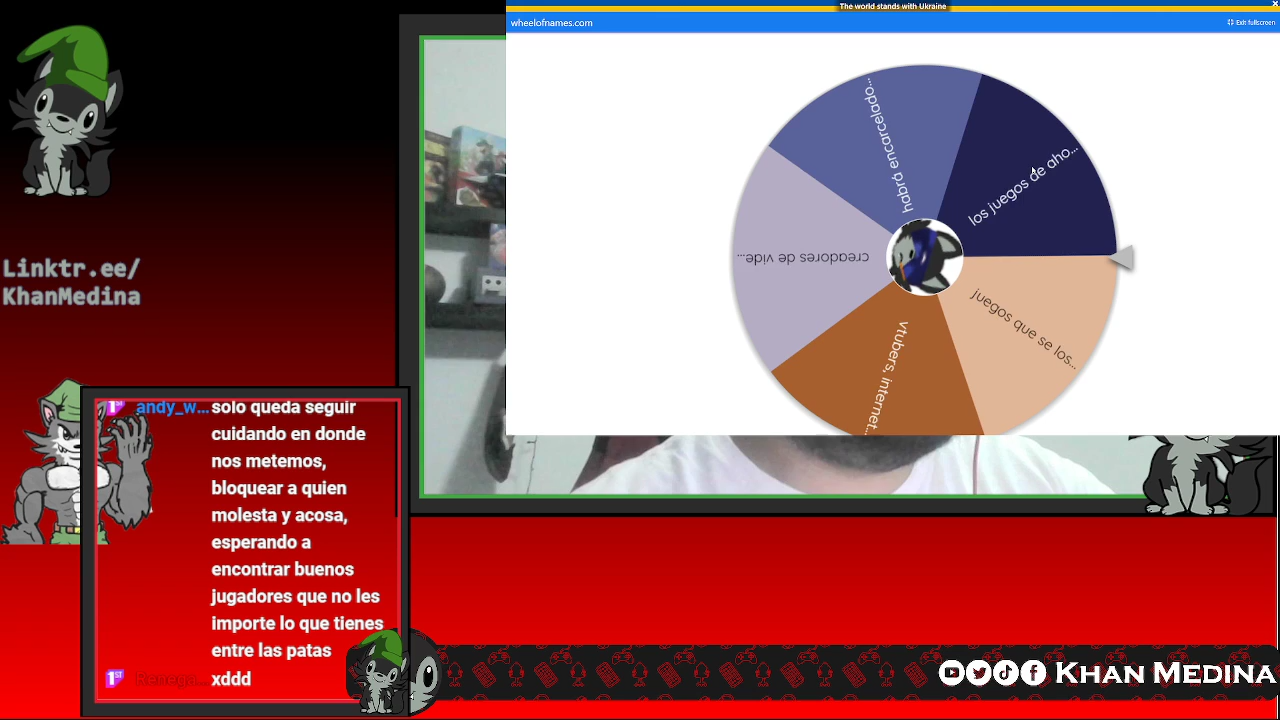 The world stands with Ukraine
wheelofnames.com
Exit fullscreen
habrá encarcelado...
los juegos de aho...
creadores de vide...
juegos que se los...
vtubers, internet...
Linktr.ee/
KhanMedina
andy_w... solo queda seguir
cuidando en donde
nos metemos,
bloquear a quien
molesta y acosa,
esperando a
encontrar buenos
jugadores que no les
importe lo que tienes
entre las patas
1ST Renega... xddd
Khan Medina